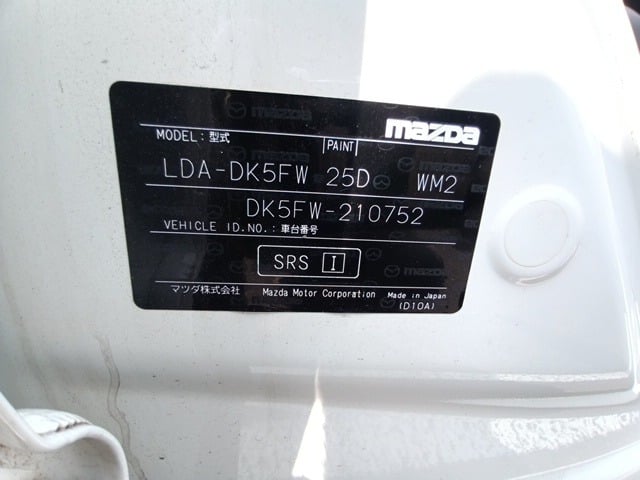 mazda
MODEL:型式 PAINT
LDA-DK5FW 25D WM2
DK5FW-210752
VEHICLE ID.NO.:車台番号
SRS I
マツダ株式会社 Mazda Motor Corporation Made in Japan
(D10A)